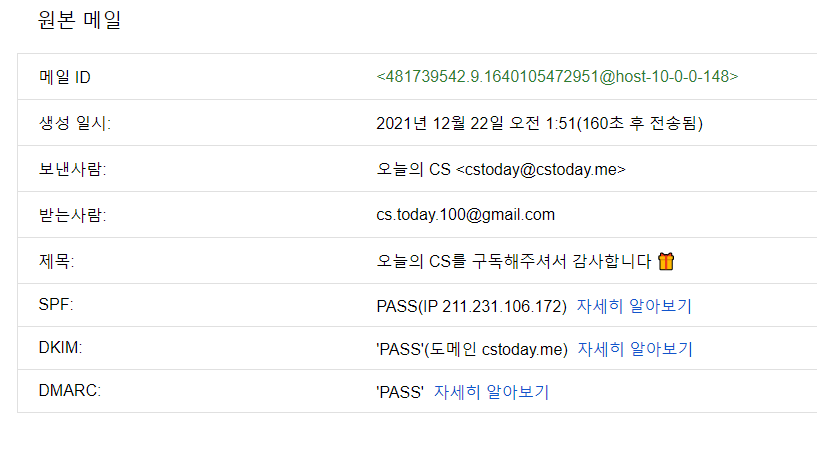 원본 메일
메일 ID <481739542.9.1640105472951@host-10-0-0-148>
생성 일시: 2021년 12월 22일 오전 1:51(160초 후 전송됨)
보낸사람: 오늘의 CS <cstoday@cstoday.me>
받는사람: cs.today.100@gmail.com
제목: 오늘의 CS를 구독해주셔서 감사합니다 🎁
SPF: PASS(IP 211.231.106.172) 자세히 알아보기
DKIM: 'PASS'(도메인 cstoday.me) 자세히 알아보기
DMARC: 'PASS' 자세히 알아보기